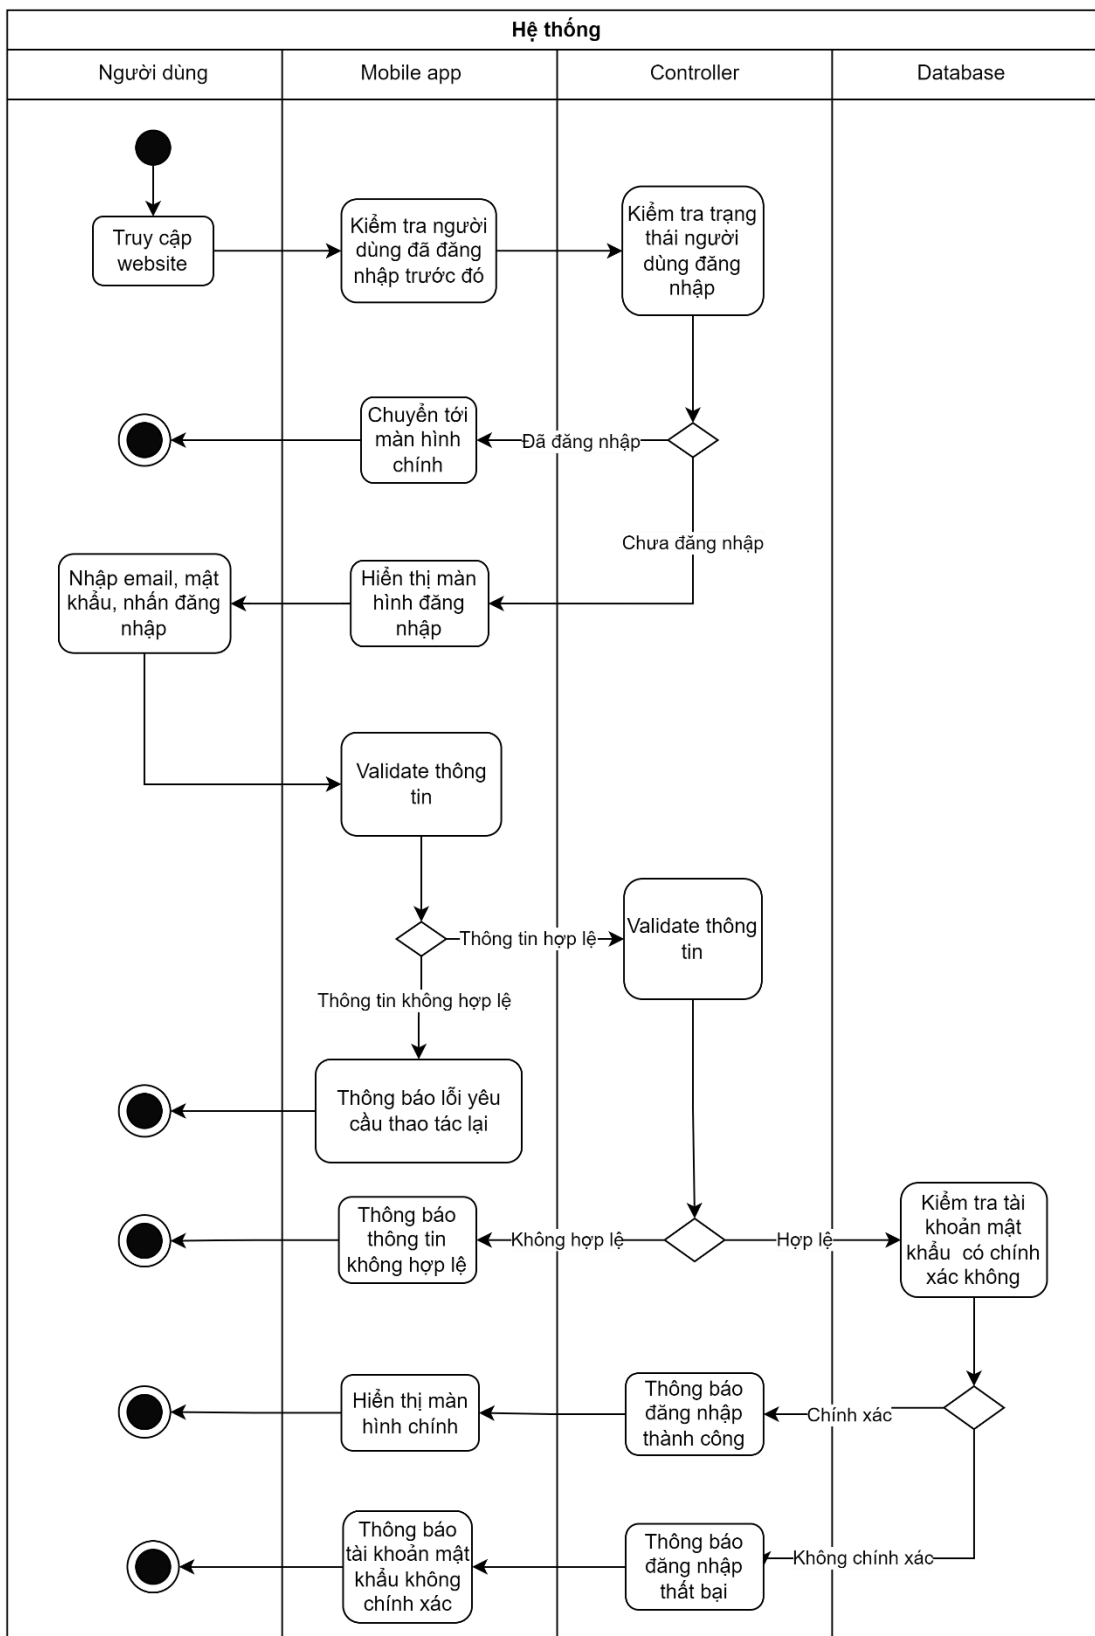 Hệ thống
Người dùng
Mobile app
Controller
Database
Truy cập
website
Kiểm tra người
dùng đã đăng
nhập trước đó
Kiểm tra trạng
thái người
dùng đăng
nhập
Chuyển tới
màn hình
chính
Đã đăng nhập
Chưa đăng nhập
Nhập email, mật
khẩu, nhấn đăng
nhập
Hiển thị màn
hình đăng
nhập
Validate thông
tin
Thông tin hợp lệ
Validate thông
tin
Thông tin không hợp lệ
Thông báo lỗi yêu
cầu thao tác lại
Thông báo
thông tin
không hợp lệ
Không hợp lệ
Hợp lệ
Kiểm tra tài
khoản mật
khẩu  có chính
xác không
Hiển thị màn
hình chính
Thông báo
đăng nhập
thành công
Chính xác
Thông báo
tài khoản mật
khẩu không
chính xác
Thông báo
đăng nhập
thất bại
Không chính xác